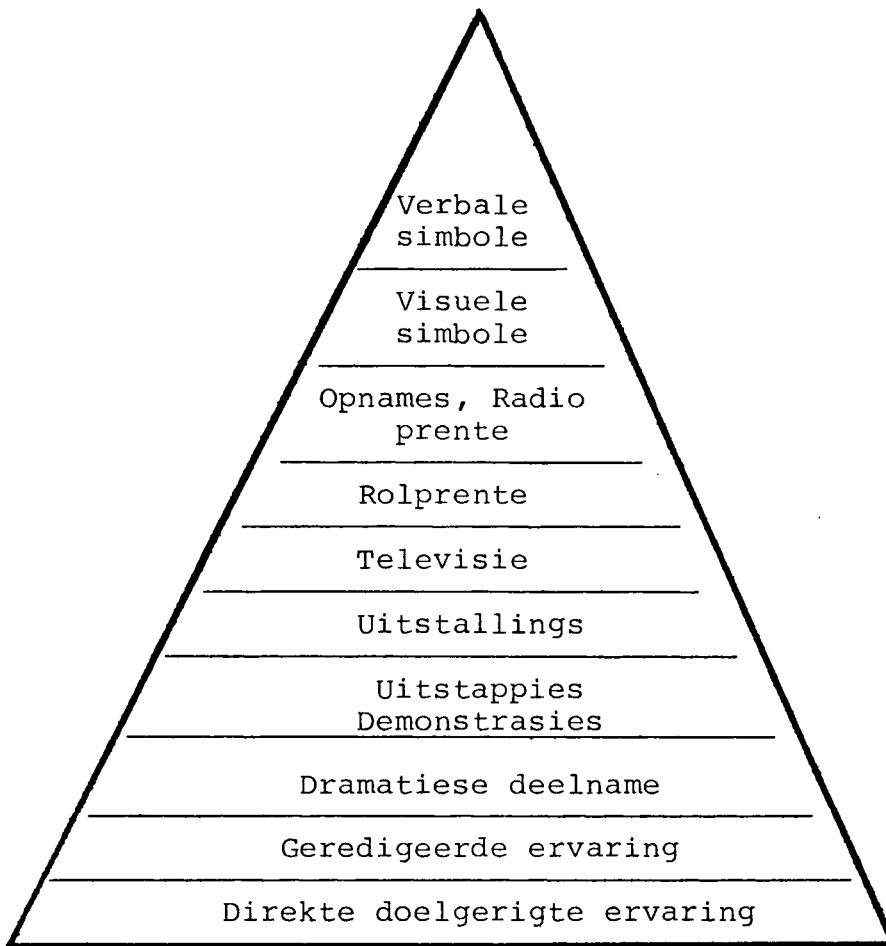 Verbale
simbole
Visuele
simbole
Opnames, Radio
prente
Rolprente
Televisie
Uitstallings
Uitstappies
Demonstrasies
Dramatiese deelname
Geredigeerde ervaring
Direkte doelgerigte ervaring